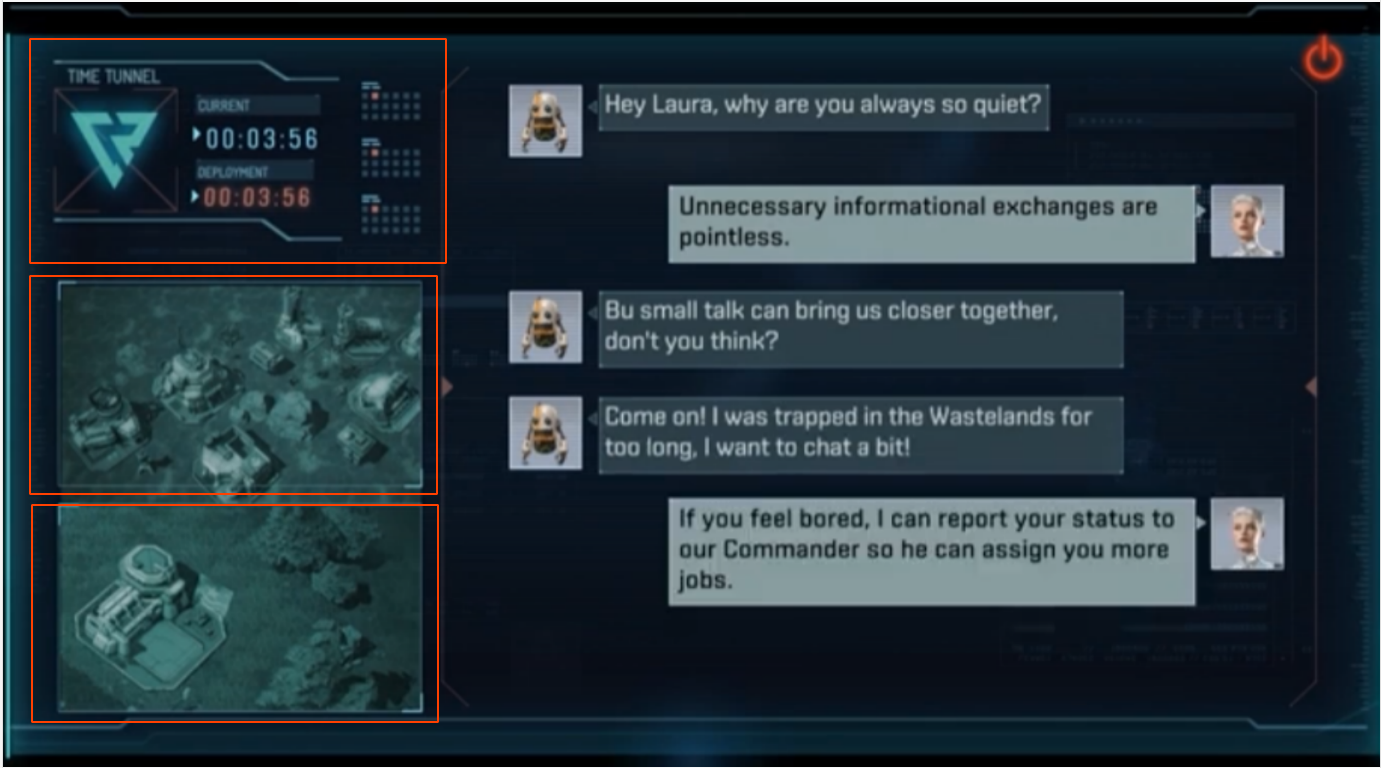 TIME TUNNEL
CURRENT
00:03:56
DEPLOYMENT
00:03:56
Hey Laura, why are you always so quiet?
Unnecessary informational exchanges are
pointless.
Bu small talk can bring us closer together,
don't you think?
Come on! I was trapped in the Wastelands for
too long, I want to chat a bit!
If you feel bored, I can report your status to
our Commander so he can assign you more
jobs.